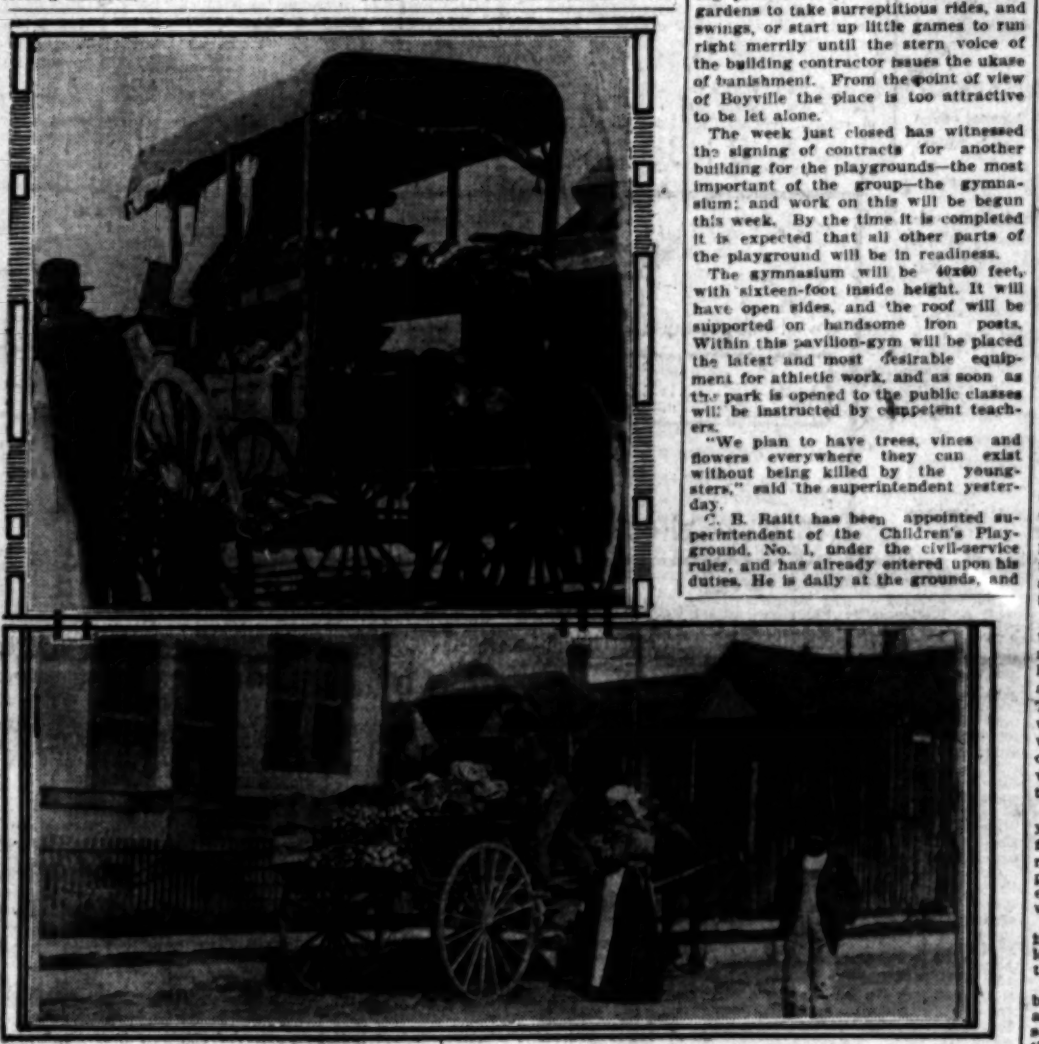 gardens to take surreptitious rides, and
swings, or start up little games to run
right merrily until the stern voice of
the building contractor issues the ukase
of banishment. From the point of view
of Boyville the place is too attractive
to be let alone.
The week just closed has witnessed
the signing of contracts for another
building for the playgrounds—the most
important of the group—the gymna-
sium; and work on this will be begun
this week. By the time it is completed
it is expected that all other parts of
the playground will be in readiness.
The gymnasium will be 40x60 feet,
with sixteen-foot inside height. It will
have open sides, and the roof will be
supported on handsome iron posts.
Within this pavilion-gym will be placed
the latest and most desirable equip-
ment for athletic work, and as soon as
the park is opened to the public classes
will be instructed by competent teach-
ers.
"We plan to have trees, vines and
flowers everywhere they can exist
without being killed by the young-
sters," said the superintendent yester-
day.
C. B. Raitt has been appointed su-
perintendent of the Children's Play-
ground, No. 1, under the civil-service
rules, and has already entered upon his
duties. He is daily at the grounds, and